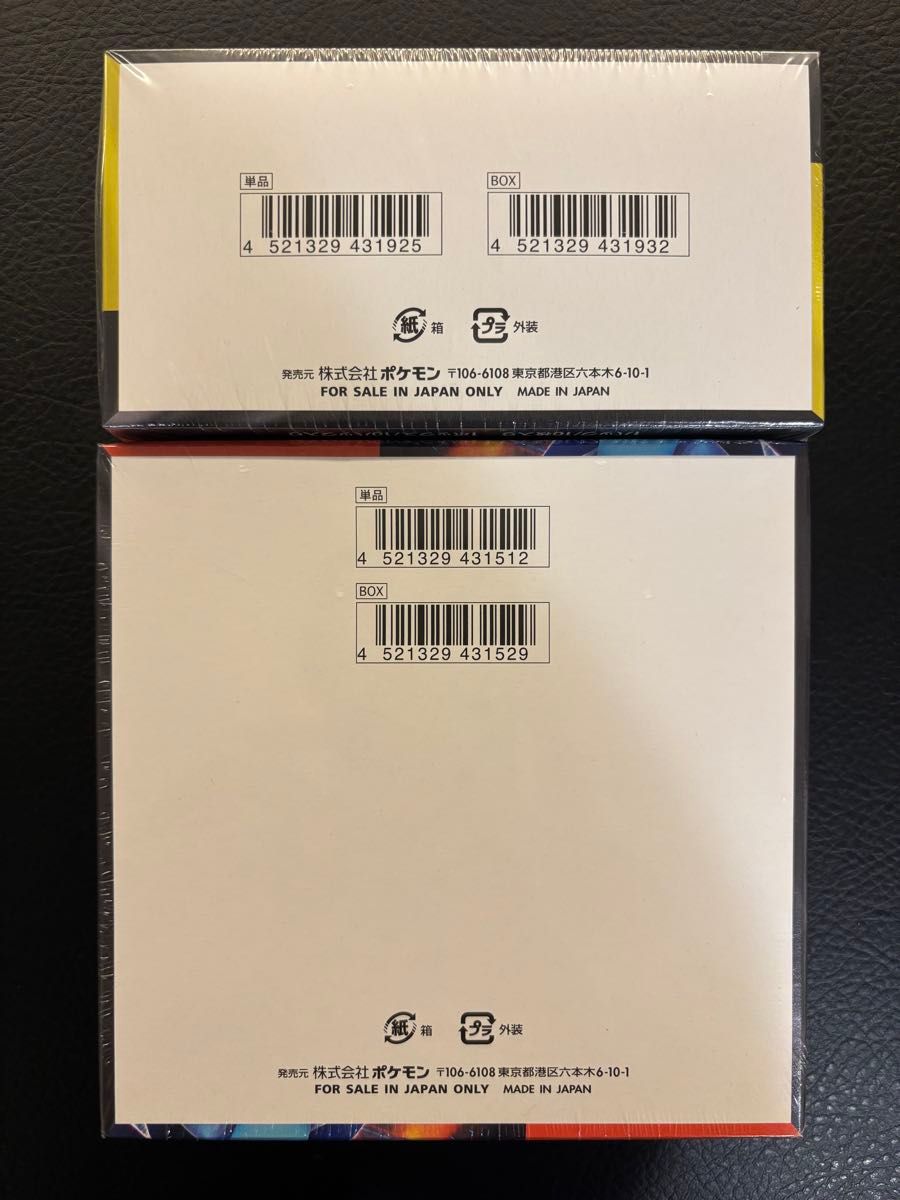 単品 BOX
4 521329 431925 4 521329 431932
紙 箱 プラ 外装
発売元 株式会社 ポケモン 〒106-6108 東京都港区六本木6-10-1
FOR SALE IN JAPAN ONLY MADE IN JAPAN
単品
4 521329 431512
BOX
4 521329 431529
紙 箱 プラ 外装
発売元 株式会社 ポケモン 〒106-6108 東京都港区六本木6-10-1
FOR SALE IN JAPAN ONLY MADE IN JAPAN